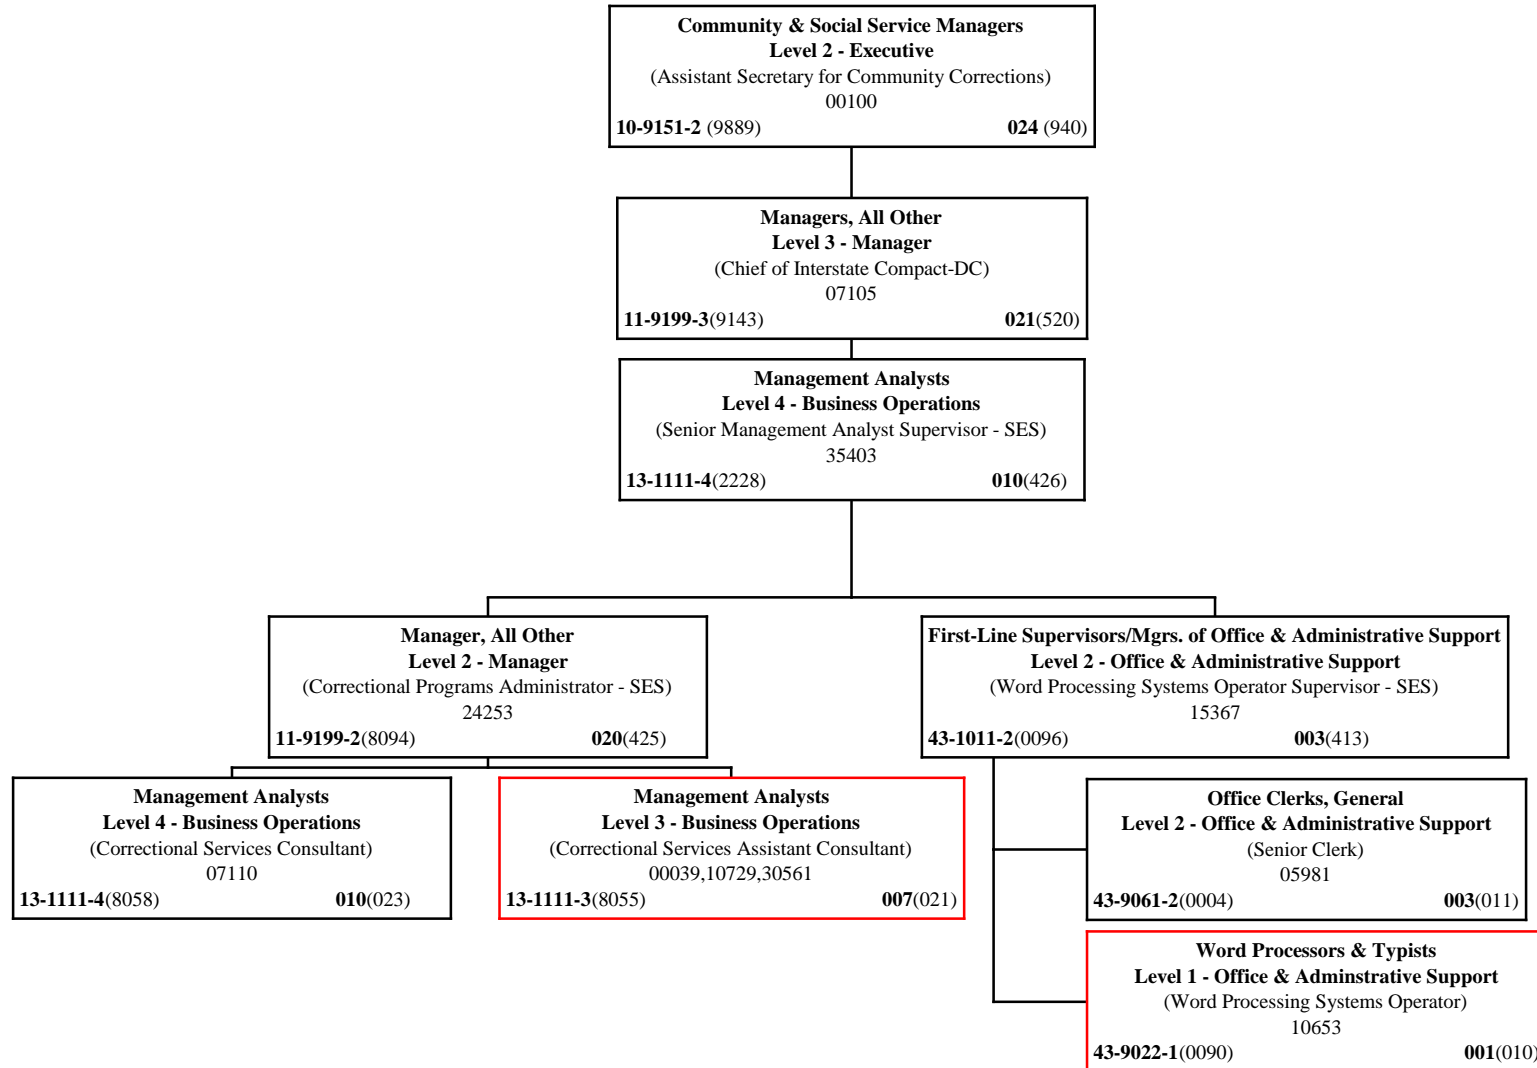 Community & Social Service Managers
Level 2 - Executive
(Assistant Secretary for Community Corrections)
00100
10-9151-2 (9889) 024 (940)
Managers, All Other
Level 3 - Manager
(Chief of Interstate Compact-DC)
07105
11-9199-3(9143) 021(520)
Management Analysts
Level 4 - Business Operations
(Senior Management Analyst Supervisor - SES)
35403
13-1111-4(2228) 010(426)
Manager, All Other
Level 2 - Manager
(Correctional Programs Administrator - SES)
24253
11-9199-2(8094) 020(425)
First-Line Supervisors/Mgrs. of Office & Administrative Support
Level 2 - Office & Administrative Support
(Word Processing Systems Operator Supervisor - SES)
15367
43-1011-2(0096) 003(413)
Management Analysts
Level 4 - Business Operations
(Correctional Services Consultant)
07110
13-1111-4(8058) 010(023)
Management Analysts
Level 3 - Business Operations
(Correctional Services Assistant Consultant)
00039,10729,30561
13-1111-3(8055) 007(021)
Office Clerks, General
Level 2 - Office & Administrative Support
(Senior Clerk)
05981
43-9061-2(0004) 003(011)
Word Processors & Typists
Level 1 - Office & Adminstrative Support
(Word Processing Systems Operator)
10653
43-9022-1(0090) 001(010)